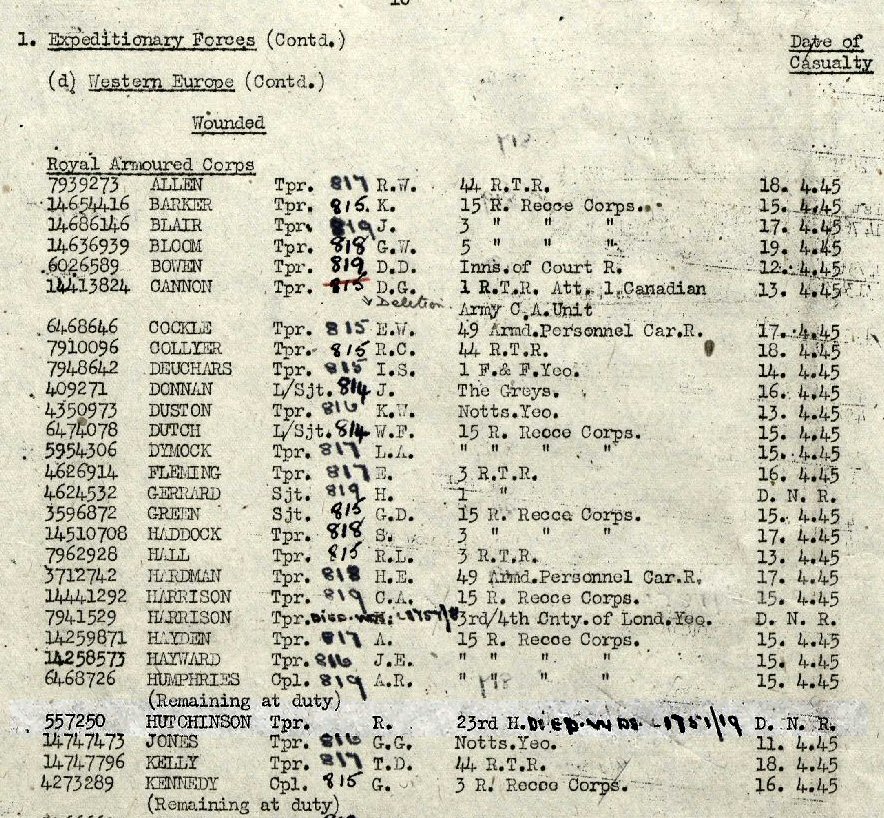 1. Expeditionary Forces (Contd.) Date of
Casualty
(d) Western Europe (Contd.)
Wounded
Royal Armoured Corps
7939273 ALLEN Tpr. 817 R.W. 44 R.T.R. 18. 4.45
14654416 BARKER Tpr. 815. K. 15 R. Recce Corps. 15. 4.45
14686146 BLAIR Tpr. 819 J. 3 " " " 17. 4.45
14636939 BLOOM Tpr. 818 G.W. 5 " " " 19. 4.45
6026589 BOWEN Tpr. 819 D.D. Inns.of Court R. 12. 4.45
14413824 CANNON Tpr. 815 D.G. 1 R.T.R. Att. 1 Canadian 13. 4.45
Deletion Army C.A.Unit
6468646 COCKLE Tpr. 815 E.W. 49 Armd.Personnel Car.R. 17. 4.45
7910096 COLLYER Tpr. 815 R.C. 44 R.T.R. 18. 4.45
7948642 DEUCHARS Tpr. 815 I.S. 1 F.& F.Yeo. 14. 4.45
409271 DONNAN L/Sjt. 814 J. The Greys. 16. 4.45
4350973 DUSTON Tpr. 816 K.W. Notts.Yeo. 13. 4.45
6474078 DUTCH L/Sjt. 814 W.F. 15 R. Recce Corps. 15. 4.45
5954306 DYMOCK Tpr. 817 L.A. " " " " 15. 4.45
4626914 FLEMING Tpr. 817 E. 3 R.T.R. 16. 4.45
4624532 GERRARD Sjt. 819 H. 1 " D. N. R.
3596872 GREEN Sjt. 815 G.D. 15 R. Recce Corps. 15. 4.45
14510708 HADDOCK Tpr. 818 S. 3 " " " 17. 4.45
7962928 HALL Tpr. 815 R.L. 3 R.T.R. 13. 4.45
3712742 HARDMAN Tpr. 818 H.E. 49 Armd.Personnel Car.R. 17. 4.45
14441292 HARRISON Tpr. 819 C.A. 15 R. Recce Corps. 15. 4.45
7941529 HARRISON Tpr. DIED 3rd/4th Cnty.of Lond.Yeo. D. N. R.
14259871 HAYDEN Tpr. 817 A. 15 R. Recce Corps. 15. 4.45
14258573 HAYWARD Tpr. 816 J.E. " " " " 15. 4.45
6468726 HUMPHRIES Cpl. 819 A.R. " " " " 15. 4.45
(Remaining at duty)
557250 HUTCHINSON Tpr. R. 23rd H. DIED D. N. R.
14747473 JONES Tpr. 816 G.G. Notts.Yeo. 11. 4.45
14747796 KELLY Tpr. 817 T.D. 44 R.T.R. 18. 4.45
4273289 KENNEDY Cpl. 815 G. 3 R. Recce Corps. 16. 4.45
(Remaining at duty)